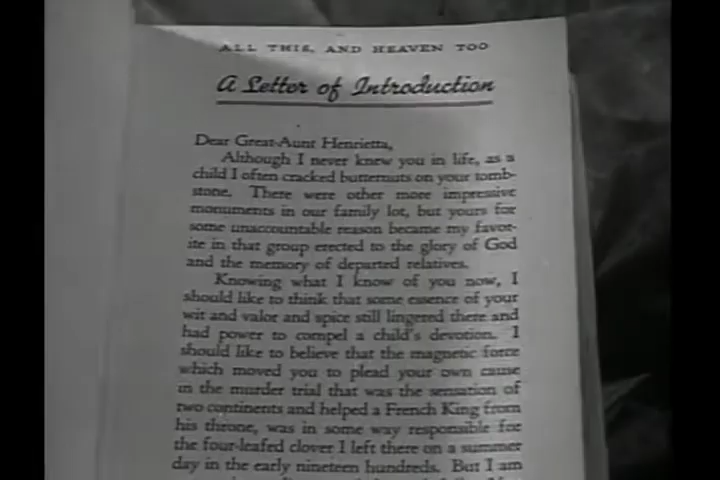 ALL THIS, AND HEAVEN TOO
A Letter of Introduction
Dear Great-Aunt Henrietta,
Although I never knew you in life, as a
child I often cracked butternuts on your tomb-
stone. There were other more impressive
monuments in our family lot, but yours for
some unaccountable reason became my favor-
ite in that group erected to the glory of God
and the memory of departed relatives.
Knowing what I know of you now, I
should like to think that some essence of your
wit and valor and spice still lingered there and
had power to compel a child's devotion. I
should like to believe that the magnetic force
which moved you to plead your own cause
in the murder trial that was the sensation of
two continents and helped a French King from
his throne, was in some way responsible for
the four-leafed clover I left there on a summer
day in the early nineteen hundreds. But I am